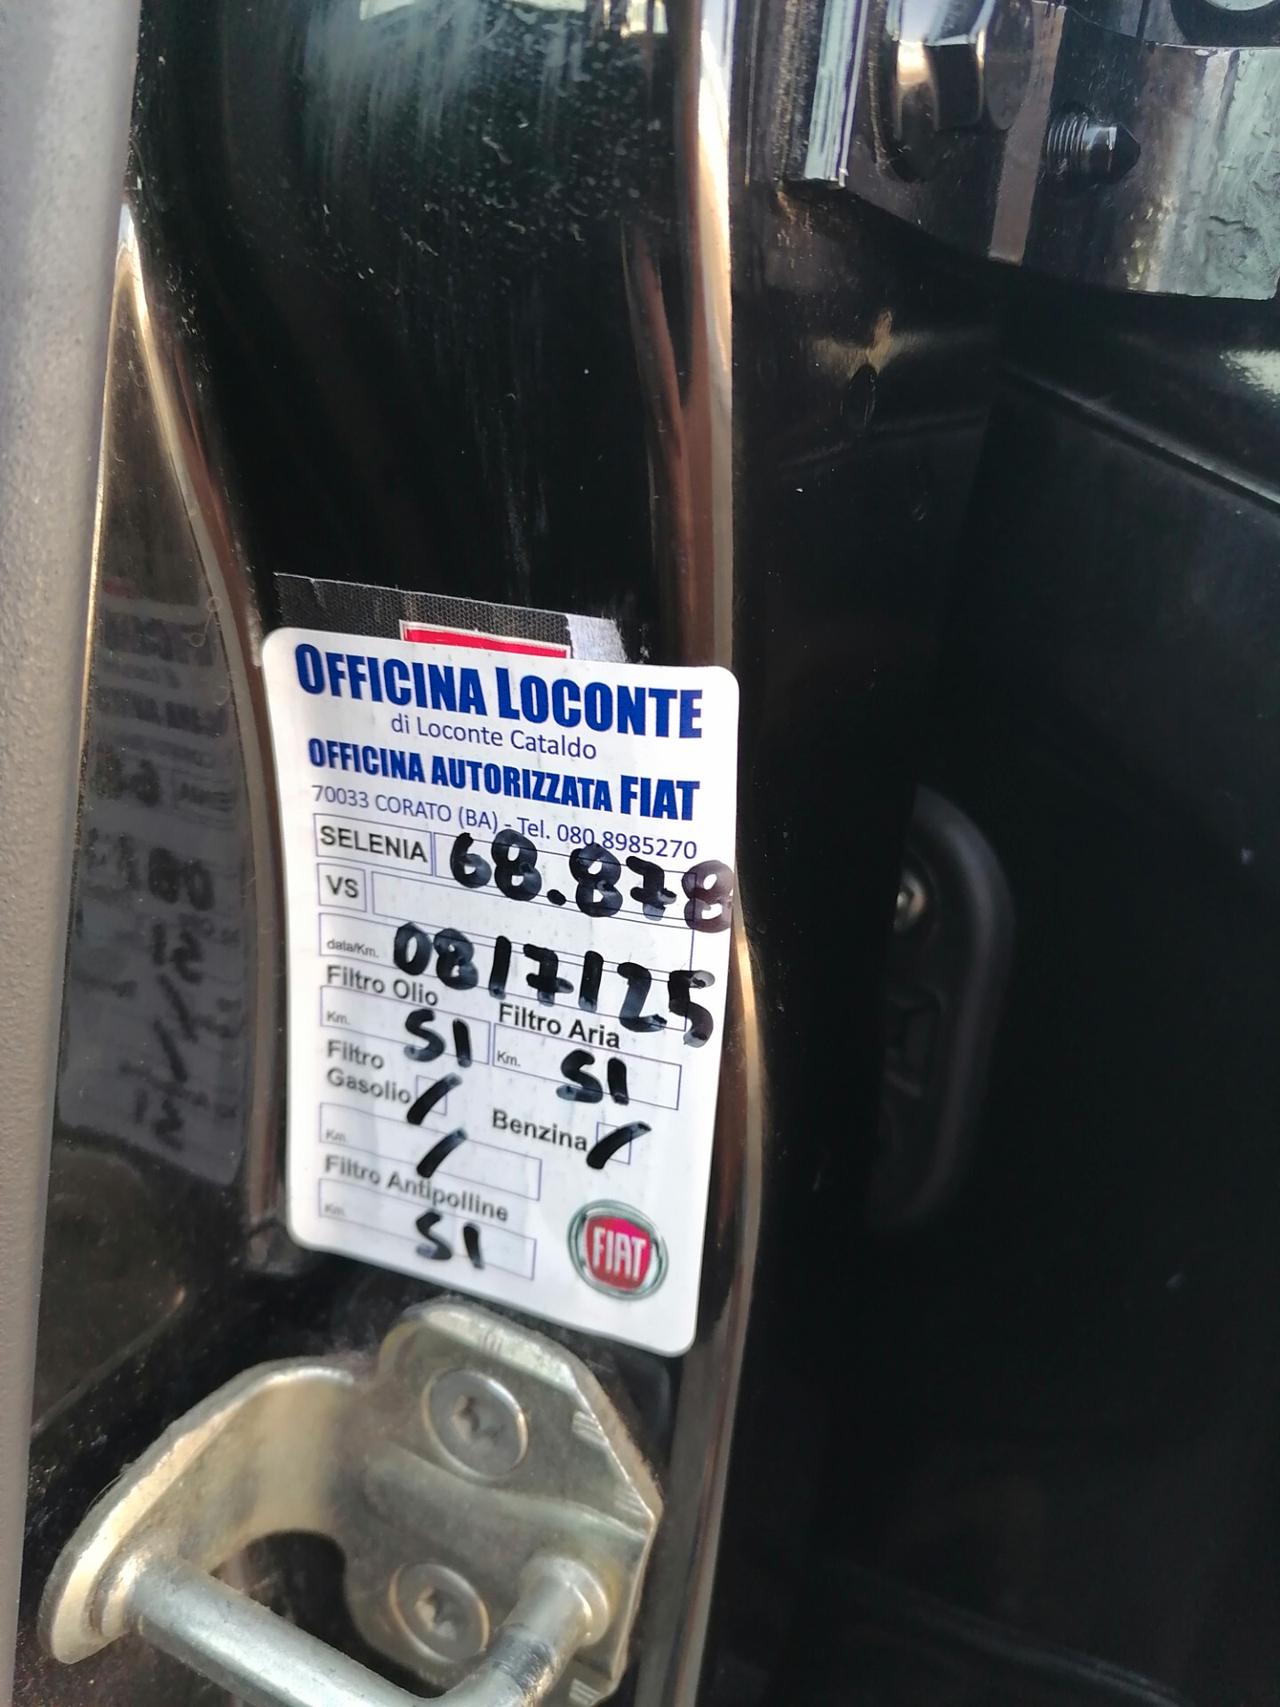 OFFICINA LOCONTE
di Loconte Cataldo
OFFICINA AUTORIZZATA FIAT
70033 CORATO (BA) - Tel. 080.8985270
SELENIA 68.878
VS
data/Km. 08/7/25
Filtro Olio Filtro Aria
Km. SI Km. SI
Filtro
Gasolio / Benzina /
Km. /
Filtro Antipolline
Km. SI
FIAT